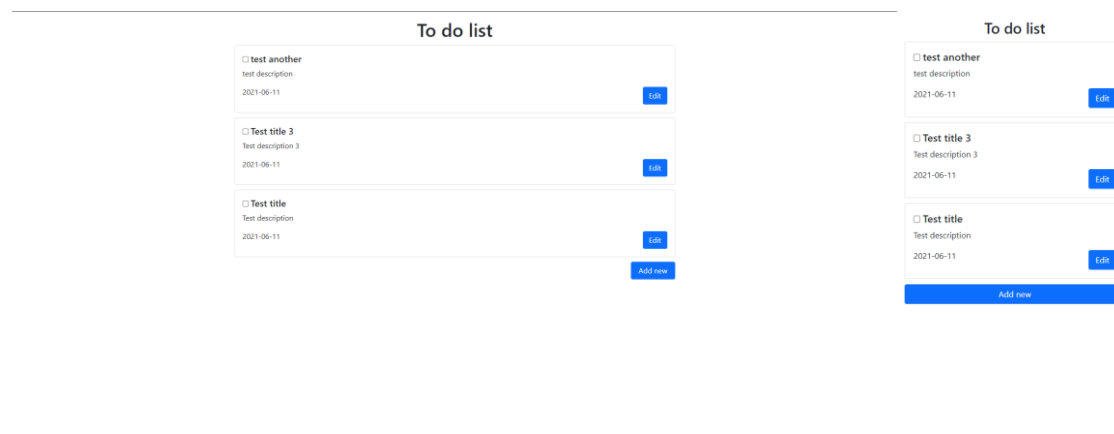 To do list
test another
test description
2021-06-11
Edit
Test title 3
Test description 3
2021-06-11
Edit
Test title
Test description
2021-06-11
Edit
Add new
To do list
test another
test description
2021-06-11
Edit
Test title 3
Test description 3
2021-06-11
Edit
Test title
Test description
2021-06-11
Edit
Add new